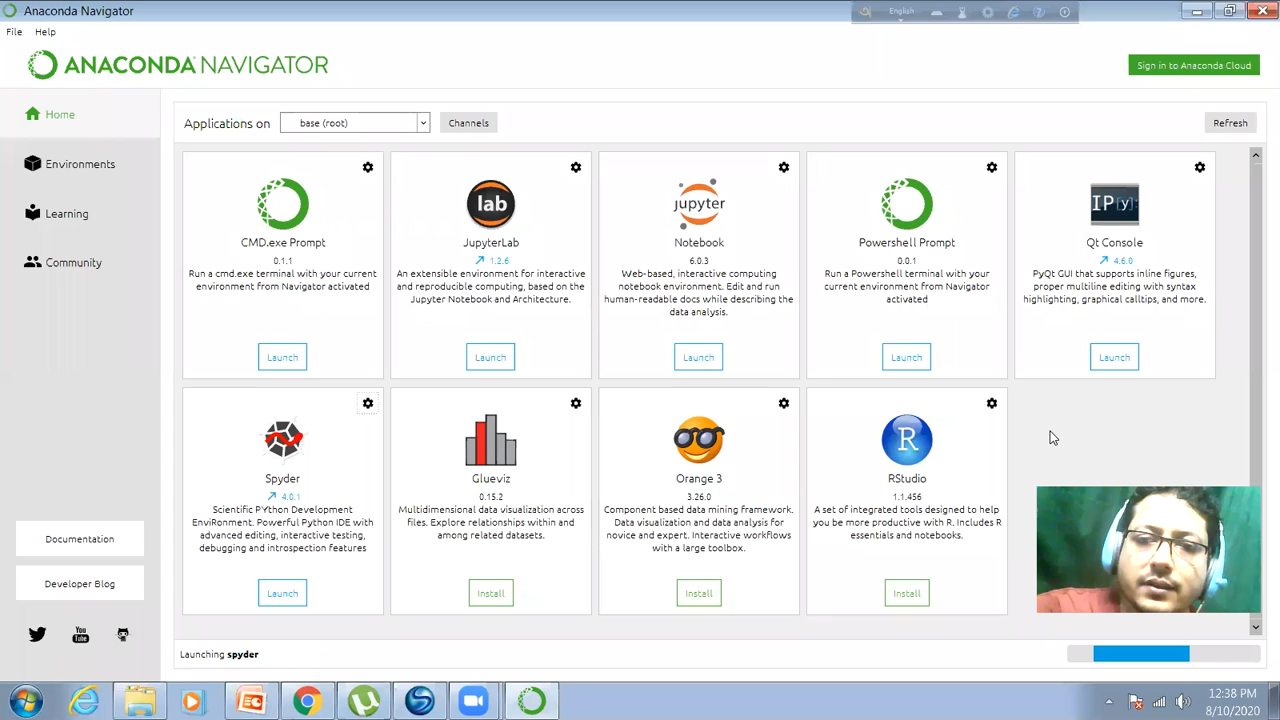 Anaconda Navigator
English
File Help
ANACONDA NAVIGATOR
Sign in to Anaconda Cloud
Home
Environments
Learning
Community
Documentation
Developer Blog
You
Tube
Applications on base (root) Channels Refresh
CMD.exe Prompt
0.1.1
Run a cmd.exe terminal with your current
environment from Navigator activated
Launch
lab
JupyterLab
1.2.6
An extensible environment for interactive
and reproducible computing, based on the
Jupyter Notebook and Architecture.
Launch
jupyter
Notebook
6.0.3
Web-based, interactive computing
notebook environment. Edit and run
human-readable docs while describing the
data analysis.
Launch
Powershell Prompt
0.0.1
Run a Powershell terminal with your
current environment from Navigator
activated
Launch
IP[y]:
Qt Console
4.6.0
PyQt GUI that supports inline figures,
proper multiline editing with syntax
highlighting, graphical calltips, and more.
Launch
Spyder
4.0.1
Scientific PYthon Development
EnviRonment. Powerful Python IDE with
advanced editing, interactive testing,
debugging and introspection features
Launch
Glueviz
0.15.2
Multidimensional data visualization across
files. Explore relationships within and
among related datasets.
Install
Orange 3
3.26.0
Component based data mining framework.
Data visualization and data analysis for
novice and expert. Interactive workflows
with a large toolbox.
Install
R
RStudio
1.1.456
A set of integrated tools designed to help
you be more productive with R. Includes R
essentials and notebooks.
Install
Launching spyder
12:38 PM
8/10/2020